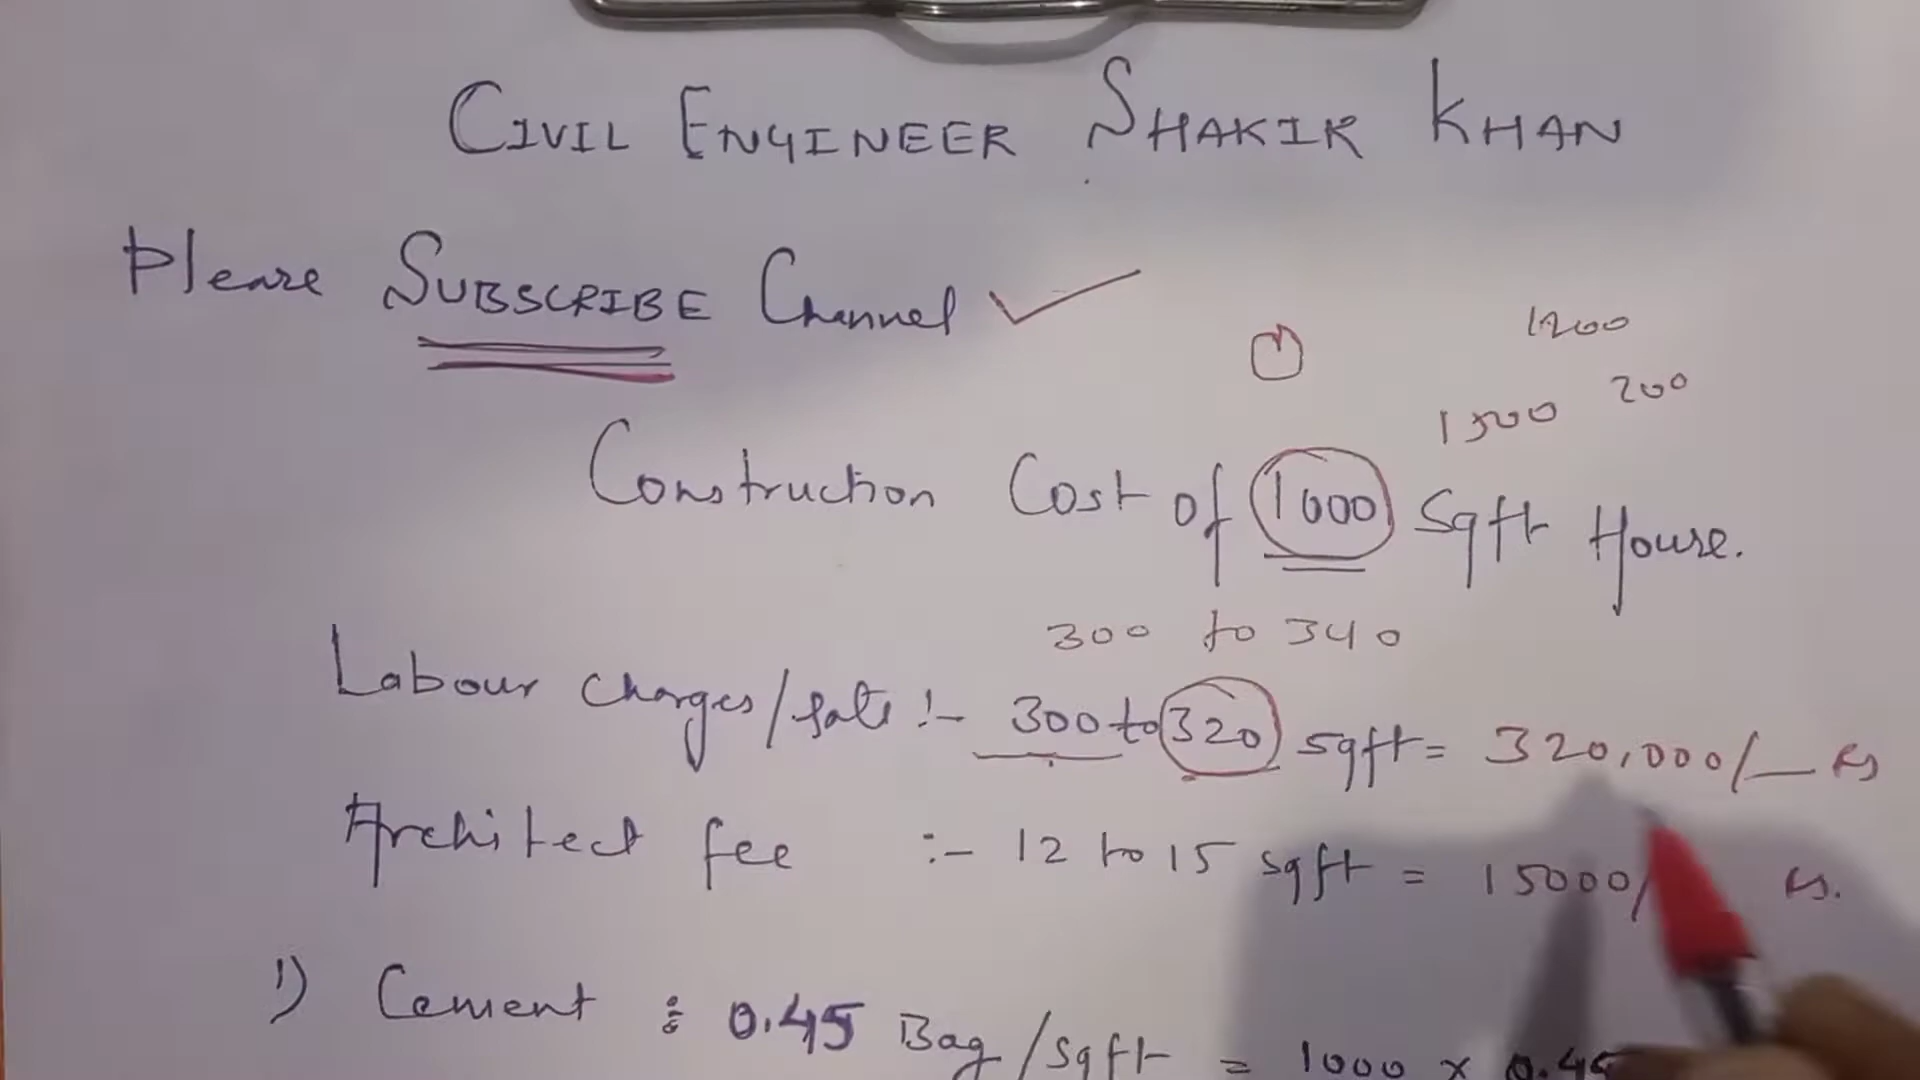 CIVIL ENGINEER SHAKIR KHAN
Please SUBSCRIBE Channel
1200
200
1500
Construction Cost of 1000 Sqft House.
300 to 340
Labour Charges/Rate :- 300 to 320 sqft = 320,000/— Rs
Architect fee :- 12 to 15 sqft = 15000/ Rs.
1) Cement : 0.45 Bag/sqft = 1000 x 0.45